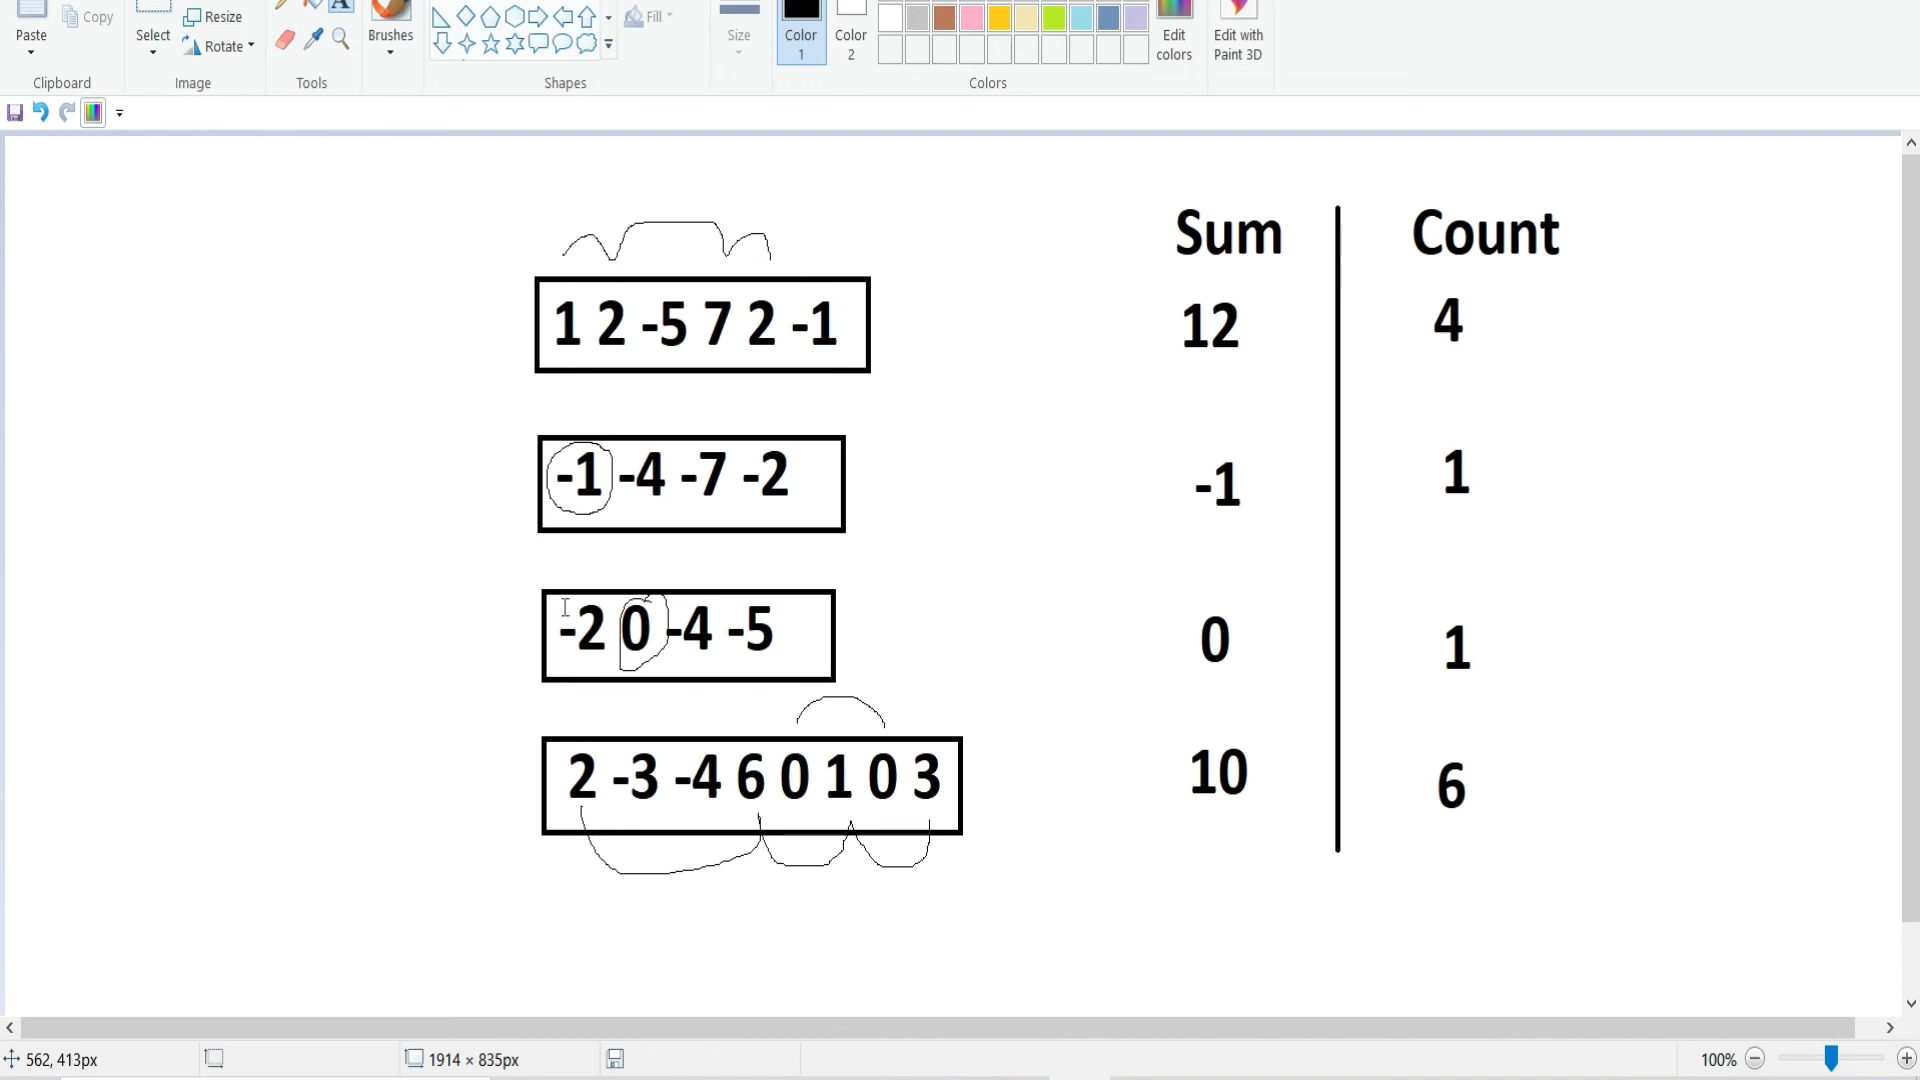 Paste
Copy
Clipboard
Select
Resize
Rotate
Image
A
Tools
Brushes
Fill
Shapes
Size
Color
1
Color
2
Colors
Edit
colors
Edit with
Paint 3D
Sum Count
1 2 -5 7 2 -1 12 4
-1 -4 -7 -2 -1 1
-2 0 -4 -5 0 1
2 -3 -4 6 0 1 0 3 10 6
562, 413px
1914 × 835px
100%